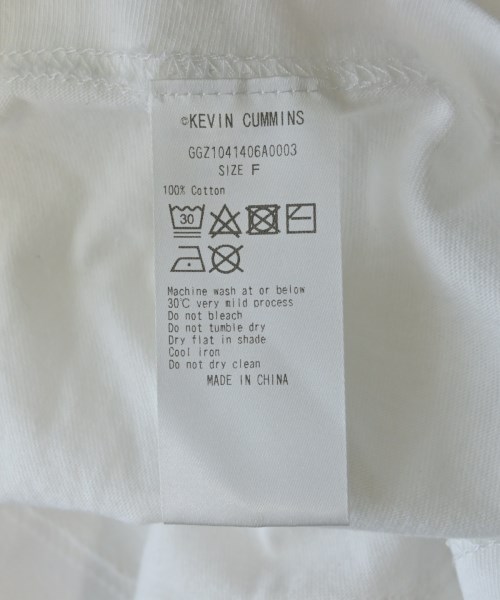 ©KEVIN CUMMINS
GGZ1041406A0003
SIZE F
100% Cotton
30
Machine wash at or below
30℃ very mild process
Do not bleach
Do not tumble dry
Dry flat in shade
Cool iron
Do not dry clean
MADE IN CHINA